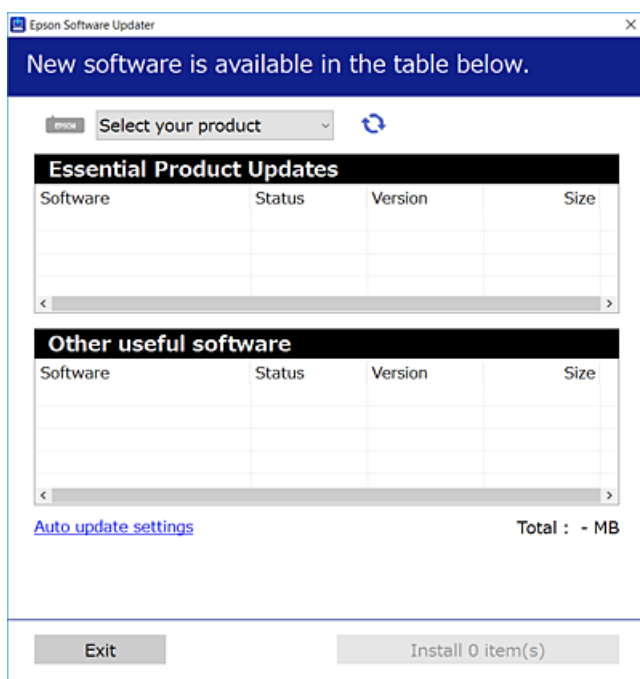 Epson Software Updater
New software is available in the table below.
EPSON Select your product
Essential Product Updates
Software Status Version Size
Other useful software
Software Status Version Size
Auto update settings Total : - MB
Exit Install 0 item(s)